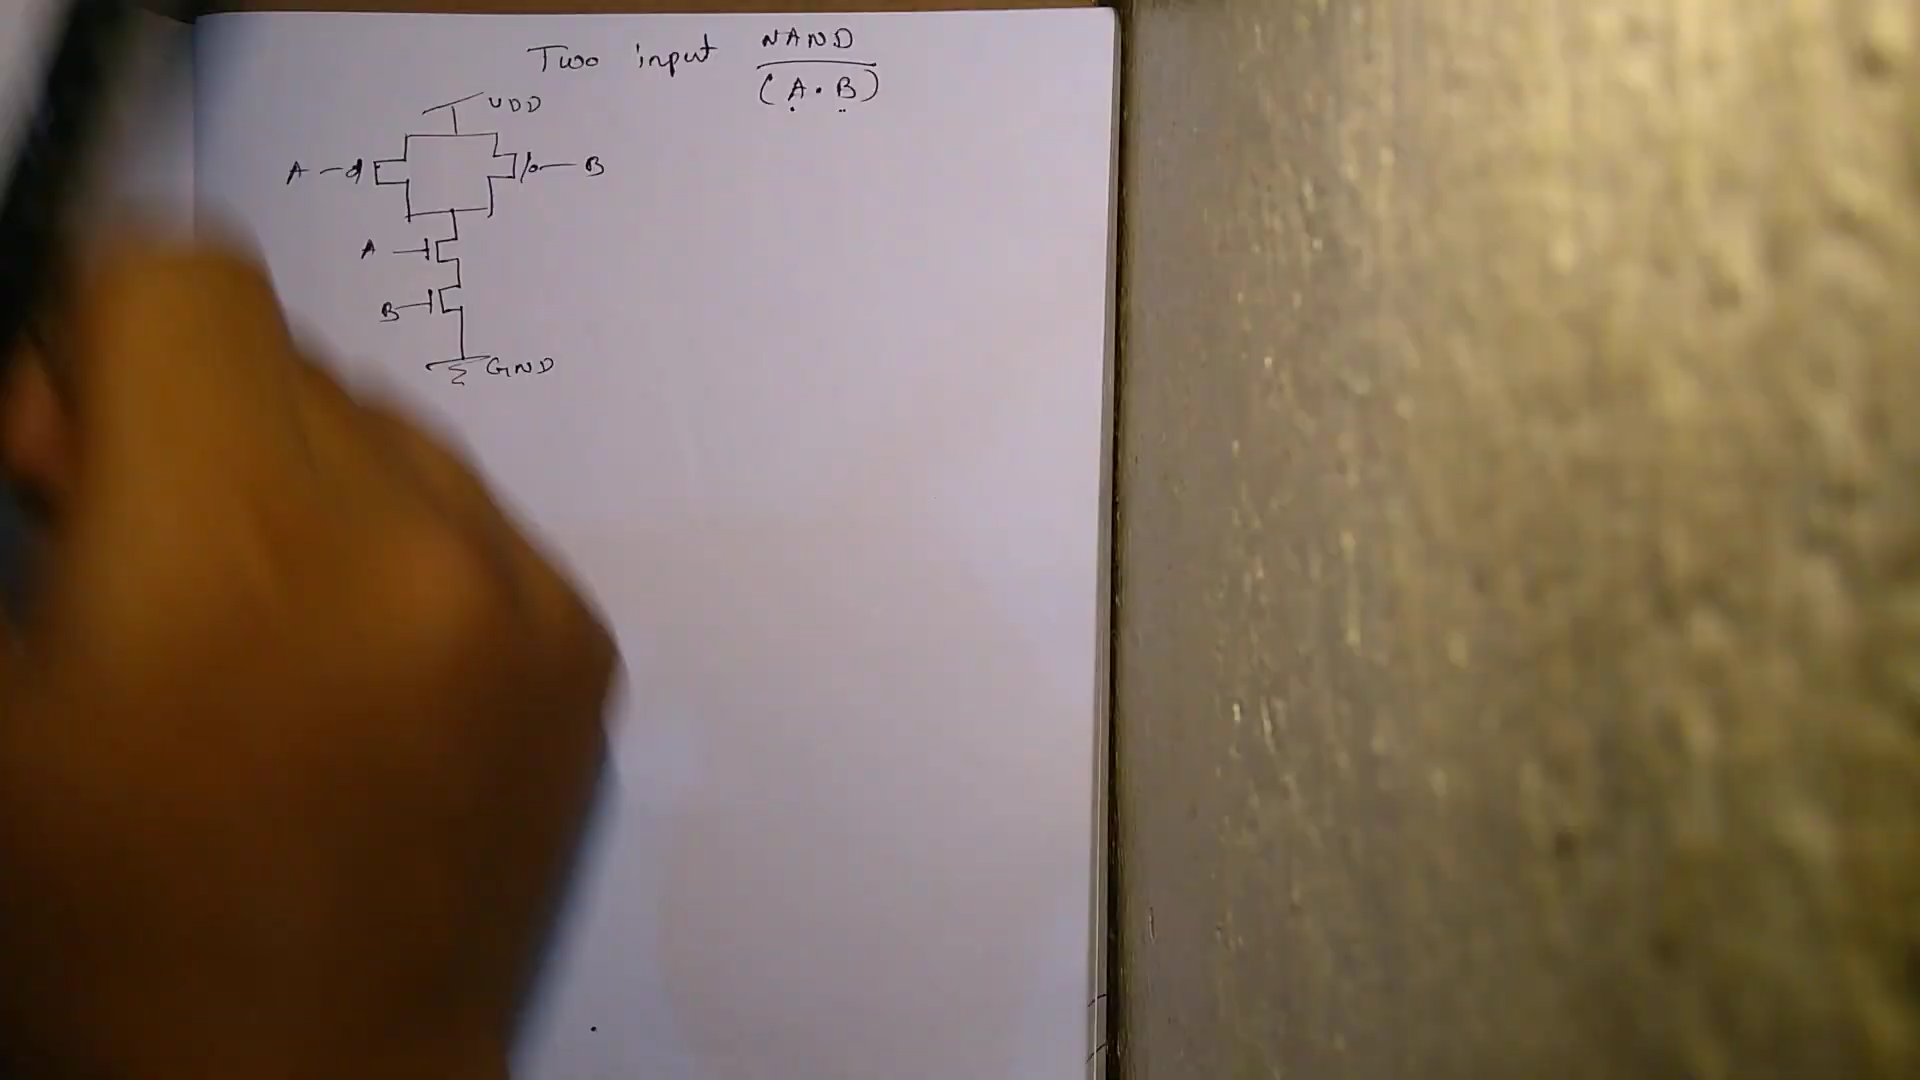 Two input NAND
(A . B)
VDD
A B
A
B
GND